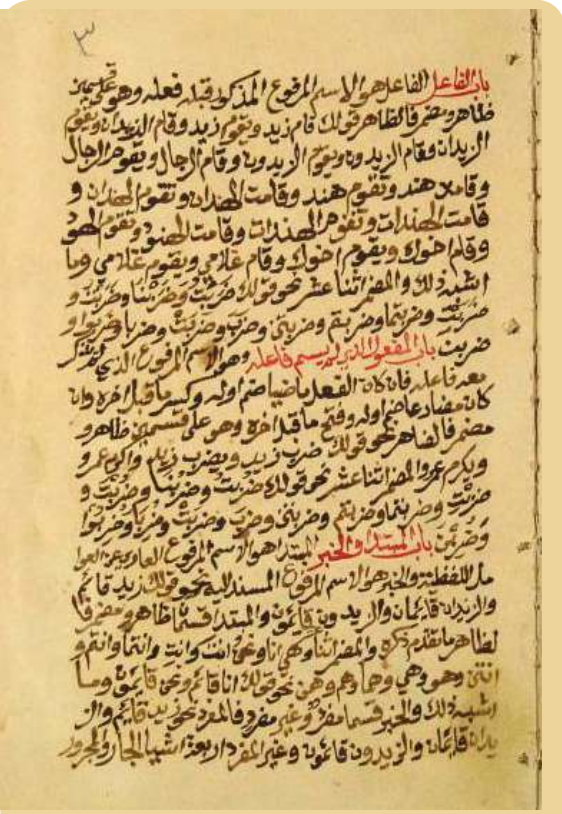 ٣
باب الفاعل الفاعل هو الاسم المرفوع المذكور قبله فعله وهو على قسمين
ظاهر ومضمر فالظاهر نحو قولك قام زيد ويقوم زيد وقام الزيدان ويقوم
الزيدان وقام الزيدون ويقوم الزيدون وقام الرجال ويقوم الرجال
وقامت هند وتقوم هند وقامت الهندان وتقوم الهندان و
قامت الهندات وتقوم الهندات وقامت الهنود وتقوم الهنود
وقام اخوك ويقوم اخوك وقام غلامي ويقوم غلامي وما
اشبه ذلك والمضمر اثنا عشر نحو قولك ضربت وضربنا وضربت و
ضربت وضربتما وضربتم وضربتن وضرب وضربت وضربا وضربوا و
ضربن باب المفعول الذي لم يسم فاعله وهو الاسم المرفوع الذي لم يذكر
معه فاعله فان كان الفعل ماضيا ضم اوله وكسر ما قبل اخره وان
كان مضارعا ضم اوله وفتح ما قبل اخره وهو على قسمين ظاهر و
مضمر فالظاهر نحو قولك ضرب زيد ويضرب زيد واكرم عمرو
ويكرم عمرو والمضمر اثنا عشر نحو قولك ضربت وضربنا وضربت و
ضربت وضربتما وضربتم وضربتن وضرب وضربت وضربا وضربوا
وضربن باب المبتدا والخبر المبتدا هو الاسم المرفوع العاري عن العوا
مل اللفظية والخبر هو الاسم المرفوع المسند اليه نحو قولك زيد قائم
والزيدان قايمان والزيدون قائمون والمبتدا قسمان ظاهر ومضمر فا
لظاهر ما تقدم ذكره والمضمر اثنا وهي انا ونحن وانت وانت وانتما وانتم و
انتن وهو وهي وهما وهم وهن نحو قولك انا قائم ونحن قايمون وما
اشبه ذلك والخبر قسمان مفرد وغير مفرد فالمفرد نحو زيد قايم والز
يدان قايمان والزيدون قائمون وغير المفرد اربعة اشيا الجار والمجرور